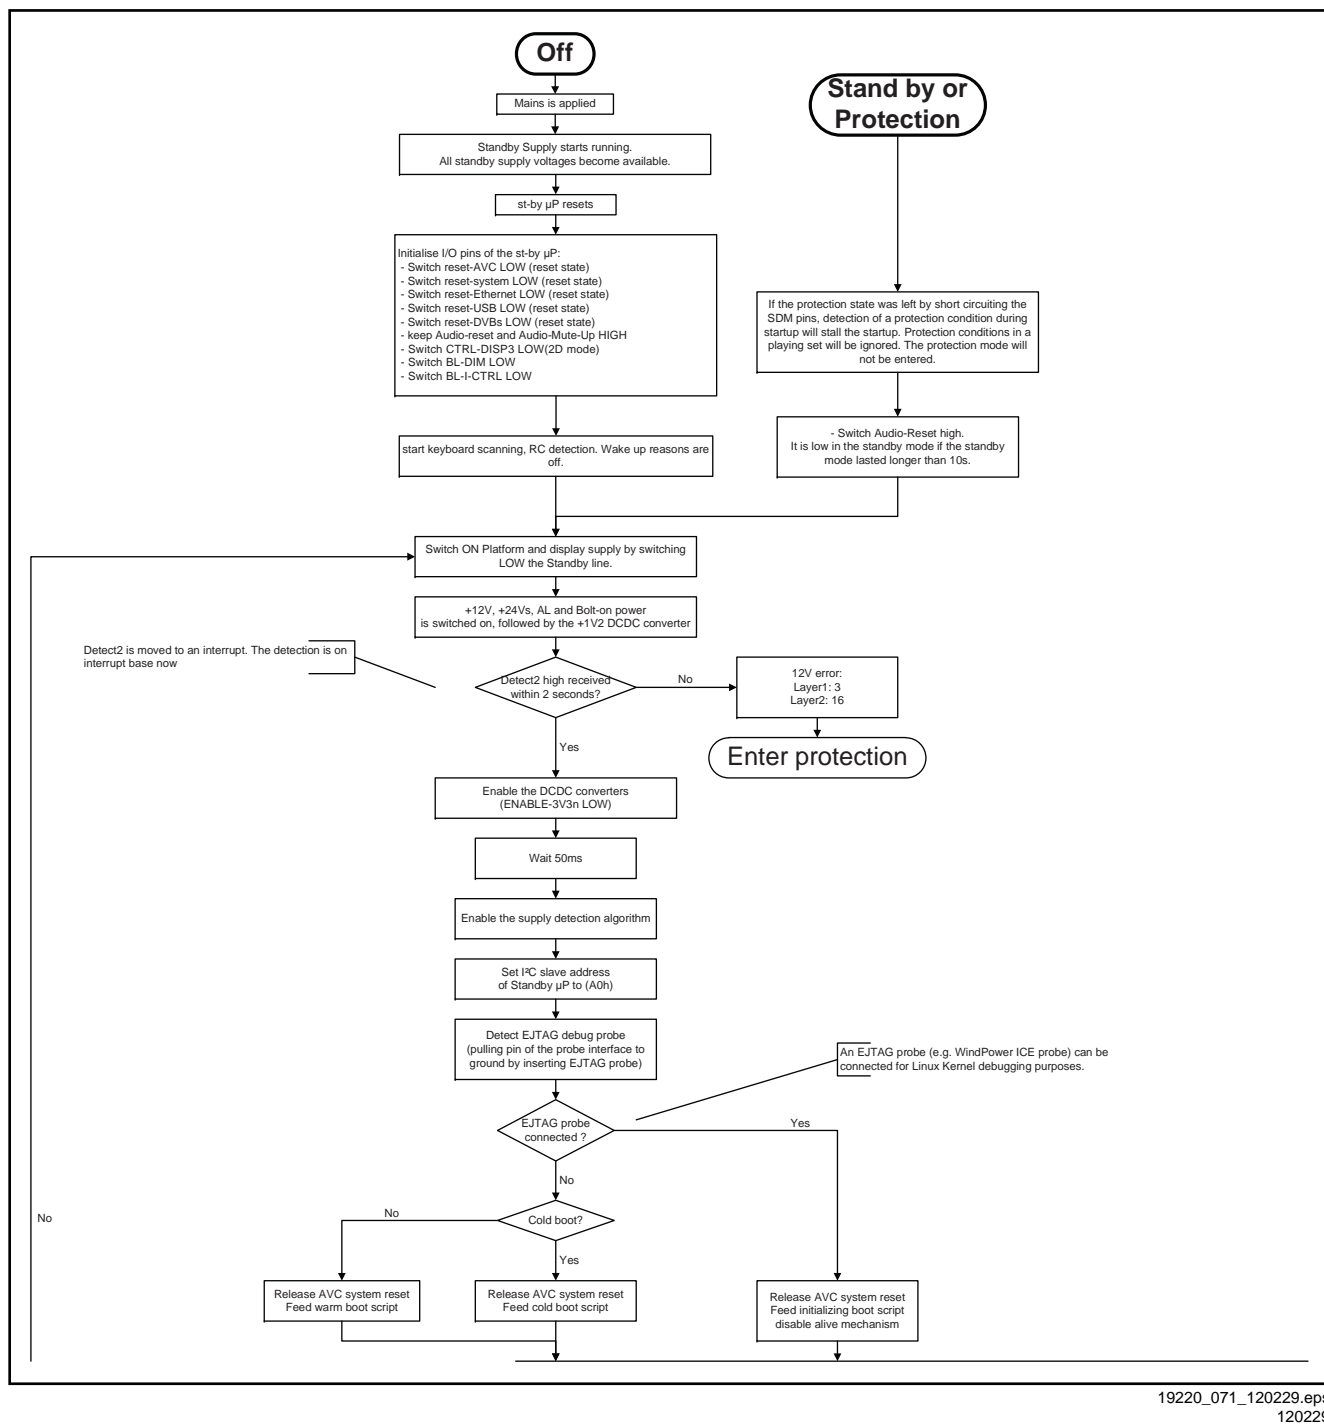 Off
Mains is applied
Standby Supply starts running.
All standby supply voltages become available.
st-by µP resets
Initialise I/O pins of the st-by µP:
- Switch reset-AVC LOW (reset state)
- Switch reset-system LOW (reset state)
- Switch reset-Ethernet LOW (reset state)
- Switch reset-USB LOW (reset state)
- Switch reset-DVBs LOW (reset state)
- keep Audio-reset and Audio-Mute-Up HIGH
- Switch CTRL-DISP3 LOW(2D mode)
- Switch BL-DIM LOW
- Switch BL-I-CTRL LOW
start keyboard scanning, RC detection. Wake up reasons are
off.
Stand by or
Protection
If the protection state was left by short circuiting the
SDM pins, detection of a protection condition during
startup will stall the startup. Protection conditions in a
playing set will be ignored. The protection mode will
not be entered.
- Switch Audio-Reset high.
It is low in the standby mode if the standby
mode lasted longer than 10s.
Switch ON Platform and display supply by switching
LOW the Standby line.
+12V, +24Vs, AL and Bolt-on power
is switched on, followed by the +1V2 DCDC converter
Detect2 is moved to an interrupt. The detection is on
interrupt base now
Detect2 high received
within 2 seconds?
No
12V error:
Layer1: 3
Layer2: 16
Enter protection
Yes
Enable the DCDC converters
(ENABLE-3V3n LOW)
Wait 50ms
Enable the supply detection algorithm
Set I²C slave address
of Standby µP to (A0h)
Detect EJTAG debug probe
(pulling pin of the probe interface to
ground by inserting EJTAG probe)
An EJTAG probe (e.g. WindPower ICE probe) can be
connected for Linux Kernel debugging purposes.
EJTAG probe
connected ?
Yes
No
Cold boot?
No
Yes
No
Release AVC system reset
Feed warm boot script
Release AVC system reset
Feed cold boot script
Release AVC system reset
Feed initializing boot script
disable alive mechanism
19220_071_120229.eps
120229